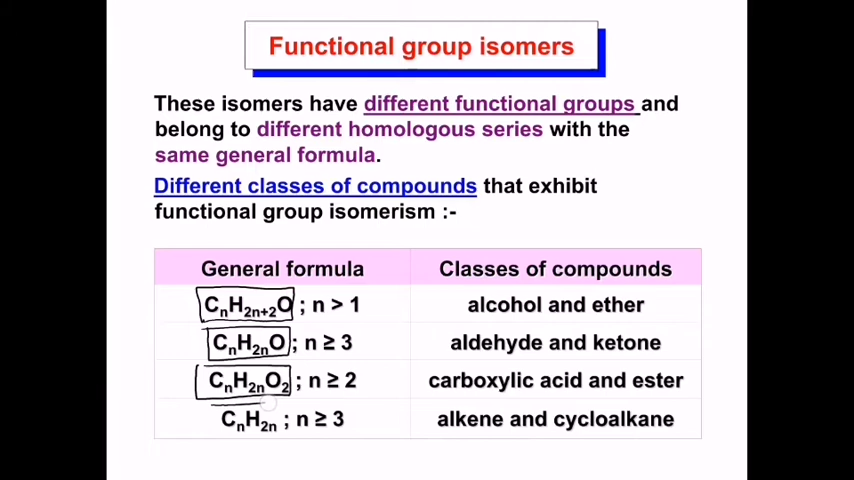 Functional group isomers
These isomers have different functional groups and
belong to different homologous series with the
same general formula.
Different classes of compounds that exhibit
functional group isomerism :-
General formula Classes of compounds
CₙH₂ₙ₊₂O ; n > 1 alcohol and ether
CₙH₂ₙO ; n ≥ 3 aldehyde and ketone
CₙH₂ₙO₂ ; n ≥ 2 carboxylic acid and ester
CₙH₂ₙ ; n ≥ 3 alkene and cycloalkane